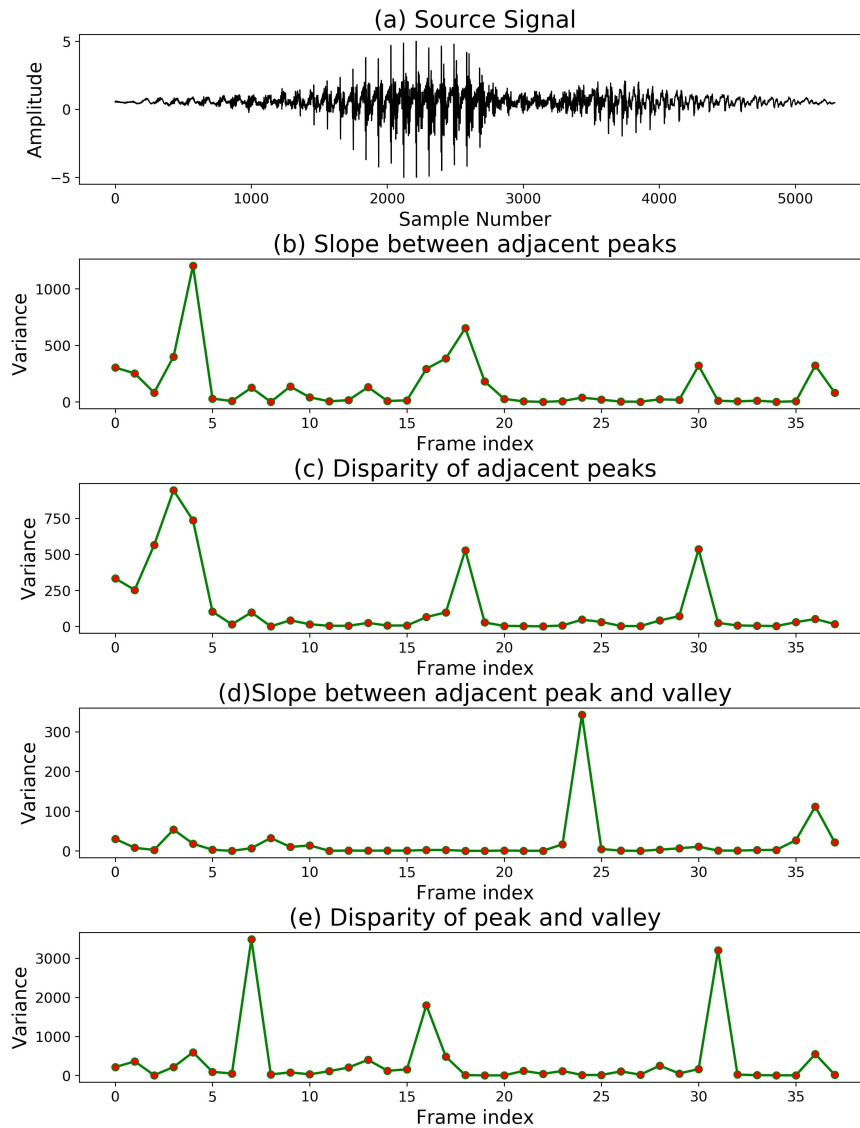 (a) Source Signal
Amplitude
5
0
−5
0 1000 2000 3000 4000 5000
Sample Number
(b) Slope between adjacent peaks
Variance
1000
500
0
0 5 10 15 20 25 30 35
Frame index
(c) Disparity of adjacent peaks
Variance
750
500
250
0
0 5 10 15 20 25 30 35
Frame index
(d)Slope between adjacent peak and valley
Variance
300
200
100
0
0 5 10 15 20 25 30 35
Frame index
(e) Disparity of peak and valley
Variance
3000
2000
1000
0
0 5 10 15 20 25 30 35
Frame index